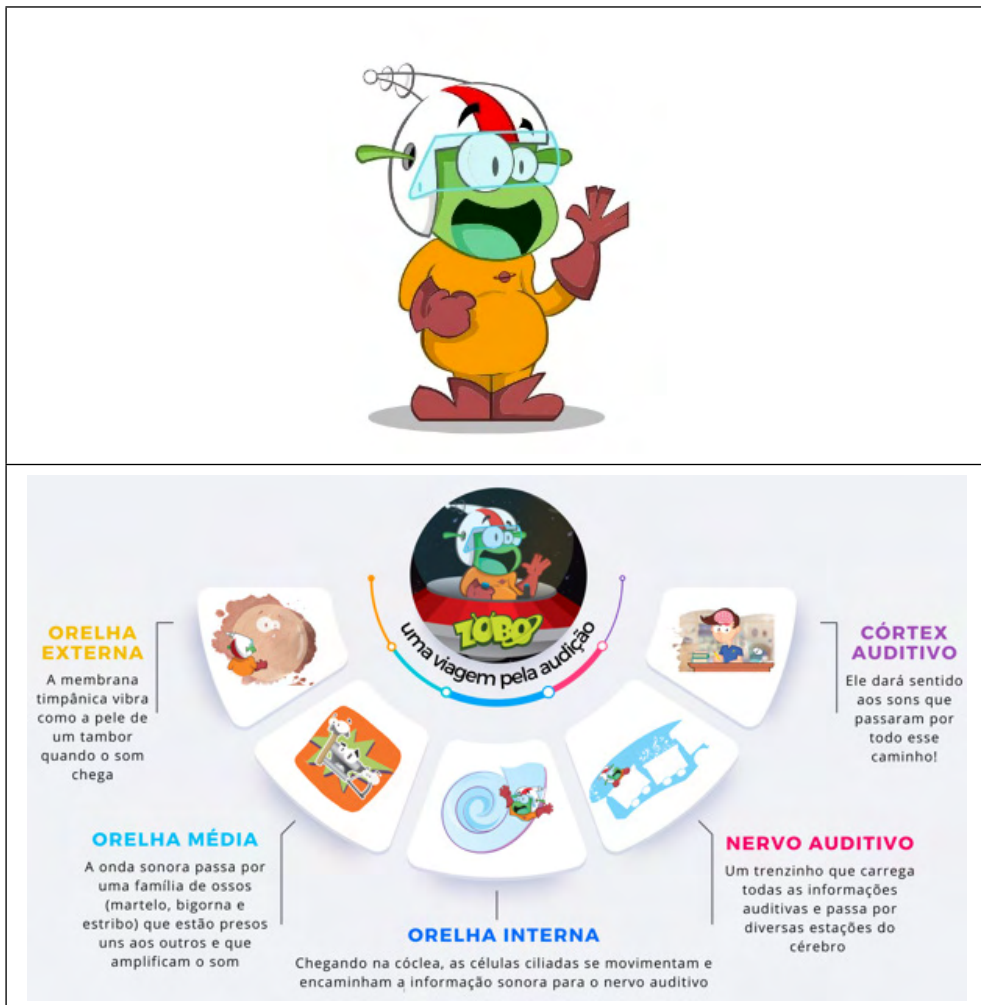 ZOBO
uma viagem pela audição
ORELHA
EXTERNA
A membrana
timpânica vibra
como a pele de
um tambor
quando o som
chega
ORELHA MÉDIA
A onda sonora passa por
uma família de ossos
(martelo, bigorna e
estribo) que estão presos
uns aos outros e que
amplificam o som
ORELHA INTERNA
Chegando na cóclea, as células ciliadas se movimentam e
encaminham a informação sonora para o nervo auditivo
NERVO AUDITIVO
Um trenzinho que carrega
todas as informações
auditivas e passa por
diversas estações do
cérebro
CÓRTEX
AUDITIVO
Ele dará sentido
aos sons que
passaram por
todo esse
caminho!